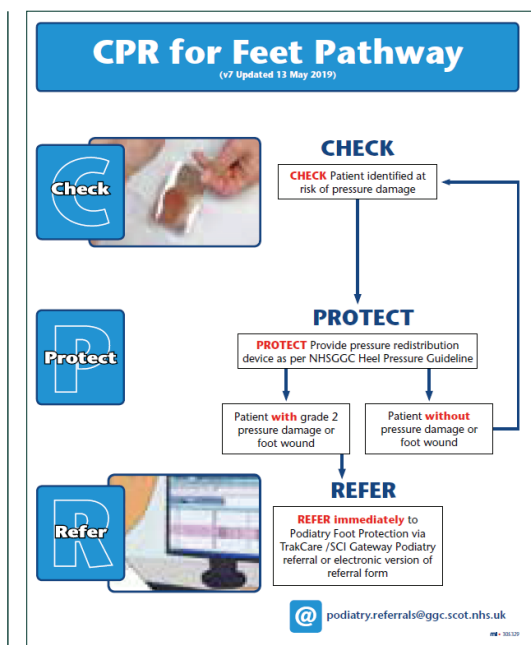 CPR for Feet Pathway
(v7 Updated 13 May 2019)
C
Check
CHECK
CHECK Patient identified at
risk of pressure damage
P
Protect
PROTECT
PROTECT Provide pressure redistribution
device as per NHSGGC Heel Pressure Guideline
Patient with grade 2
pressure damage or
foot wound
Patient without
pressure damage or
foot wound
R
Refer
REFER
REFER immediately to
Podiatry Foot Protection via
TrakCare /SCI Gateway Podiatry
referral or electronic version of
referral form
@ podiatry.referrals@ggc.scot.nhs.uk